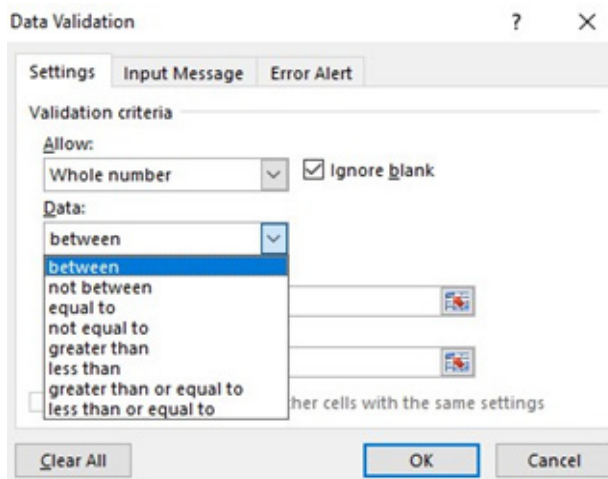 Data Validation ? ×
Settings Input Message Error Alert
Validation criteria
Allow:
Whole number Ignore blank
Data:
between
between
not between
equal to
not equal to
greater than
less than
greater than or equal to
less than or equal to
her cells with the same settings
Clear All OK Cancel